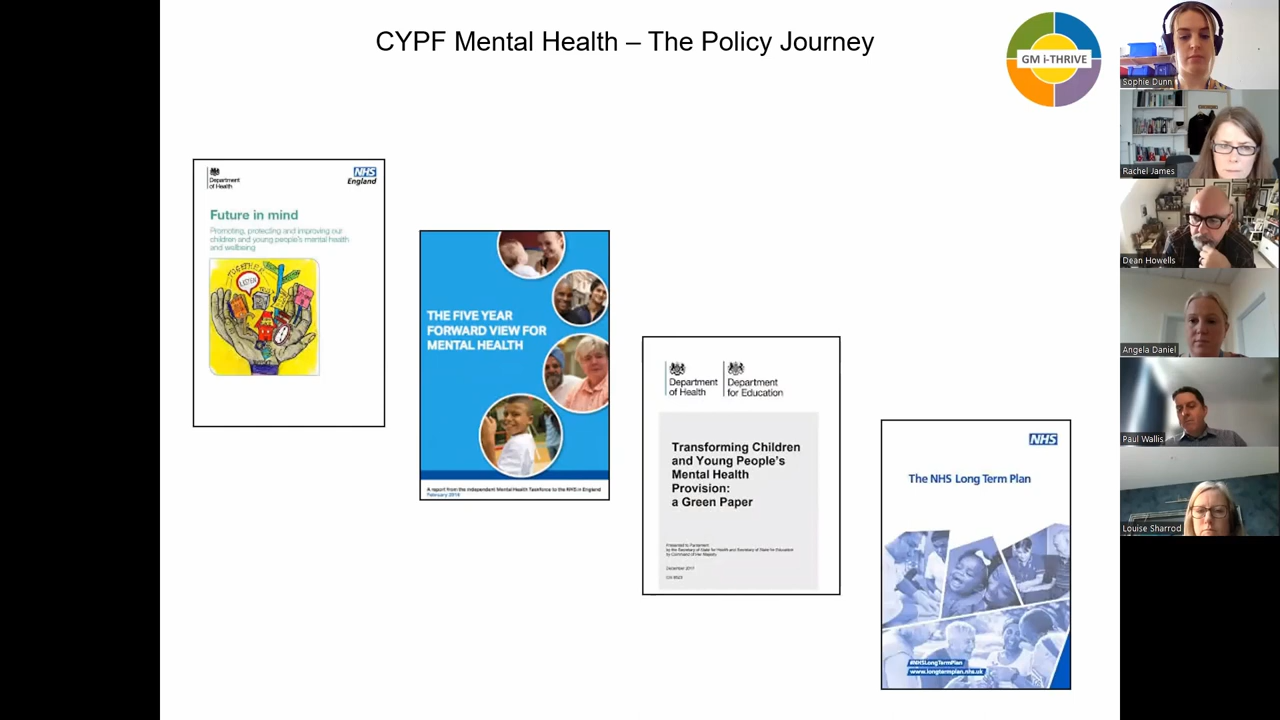 CYPF Mental Health – The Policy Journey
GM i-THRIVE
Department
of Health
NHS
England
Future in mind
Promoting, protecting and improving our
children and young people's mental health
and wellbeing
TOGETHER
LISTEN
THE FIVE YEAR
FORWARD VIEW FOR
MENTAL HEALTH
A report from the independent Mental Health Taskforce to the NHS in England
February 2016
Department
of Health
Department
for Education
Transforming Children
and Young People's
Mental Health
Provision:
a Green Paper
Presented to Parliament
by the Secretary of State for Health and Secretary of State for Education
by Command of Her Majesty
December 2017
NHS
The NHS Long Term Plan
#NHSLongTermPlan
www.longtermplan.nhs.uk
Sophie Dunn
Rachel James
Dean Howells
Angela Daniel
Paul Wallis
Louise Sharrod